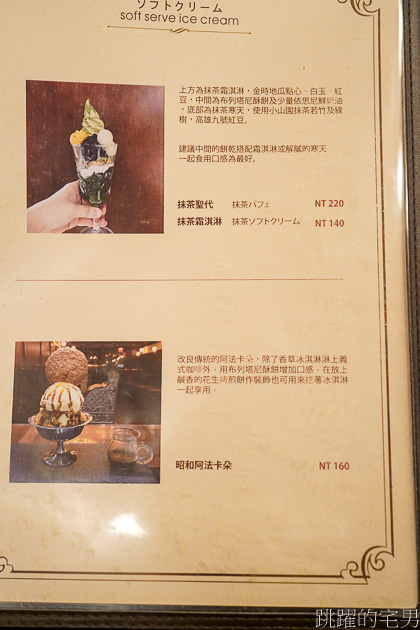 ソフトクリーム
soft serve ice cream
上方為抹茶霜淇淋，金時地瓜點心、白玉、紅
豆，中間為布列塔尼酥餅及少量依思尼鮮奶油
，底部為抹茶寒天，使用小山園抹茶若竹及綠
樹，高雄九號紅豆。
建議中間的餅乾搭配霜淇淋或解膩的寒天
一起食用口感為最好。
抹茶聖代 抹茶パフェ NT 220
抹茶霜淇淋 抹茶ソフトクリーム NT 140
改良傳統的阿法卡朵，除了香草冰淇淋淋上義
式咖啡外、用布列塔尼酥餅增加口感、在放上
鹹香的花生烤煎餅作裝飾也可用來挖著冰淇淋
一起享用。
昭和阿法卡朵 NT 160
跳躍的宅男